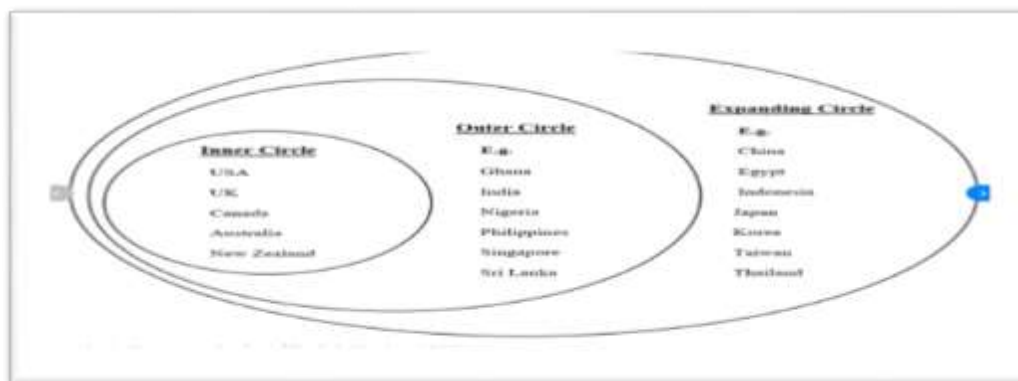 Inner Circle
USA
UK
Canada
Australia
New Zealand
Outer Circle
E.g.
Ghana
India
Nigeria
Philippines
Singapore
Sri Lanka
Expanding Circle
E.g.
China
Egypt
Indonesia
Japan
Korea
Taiwan
Thailand